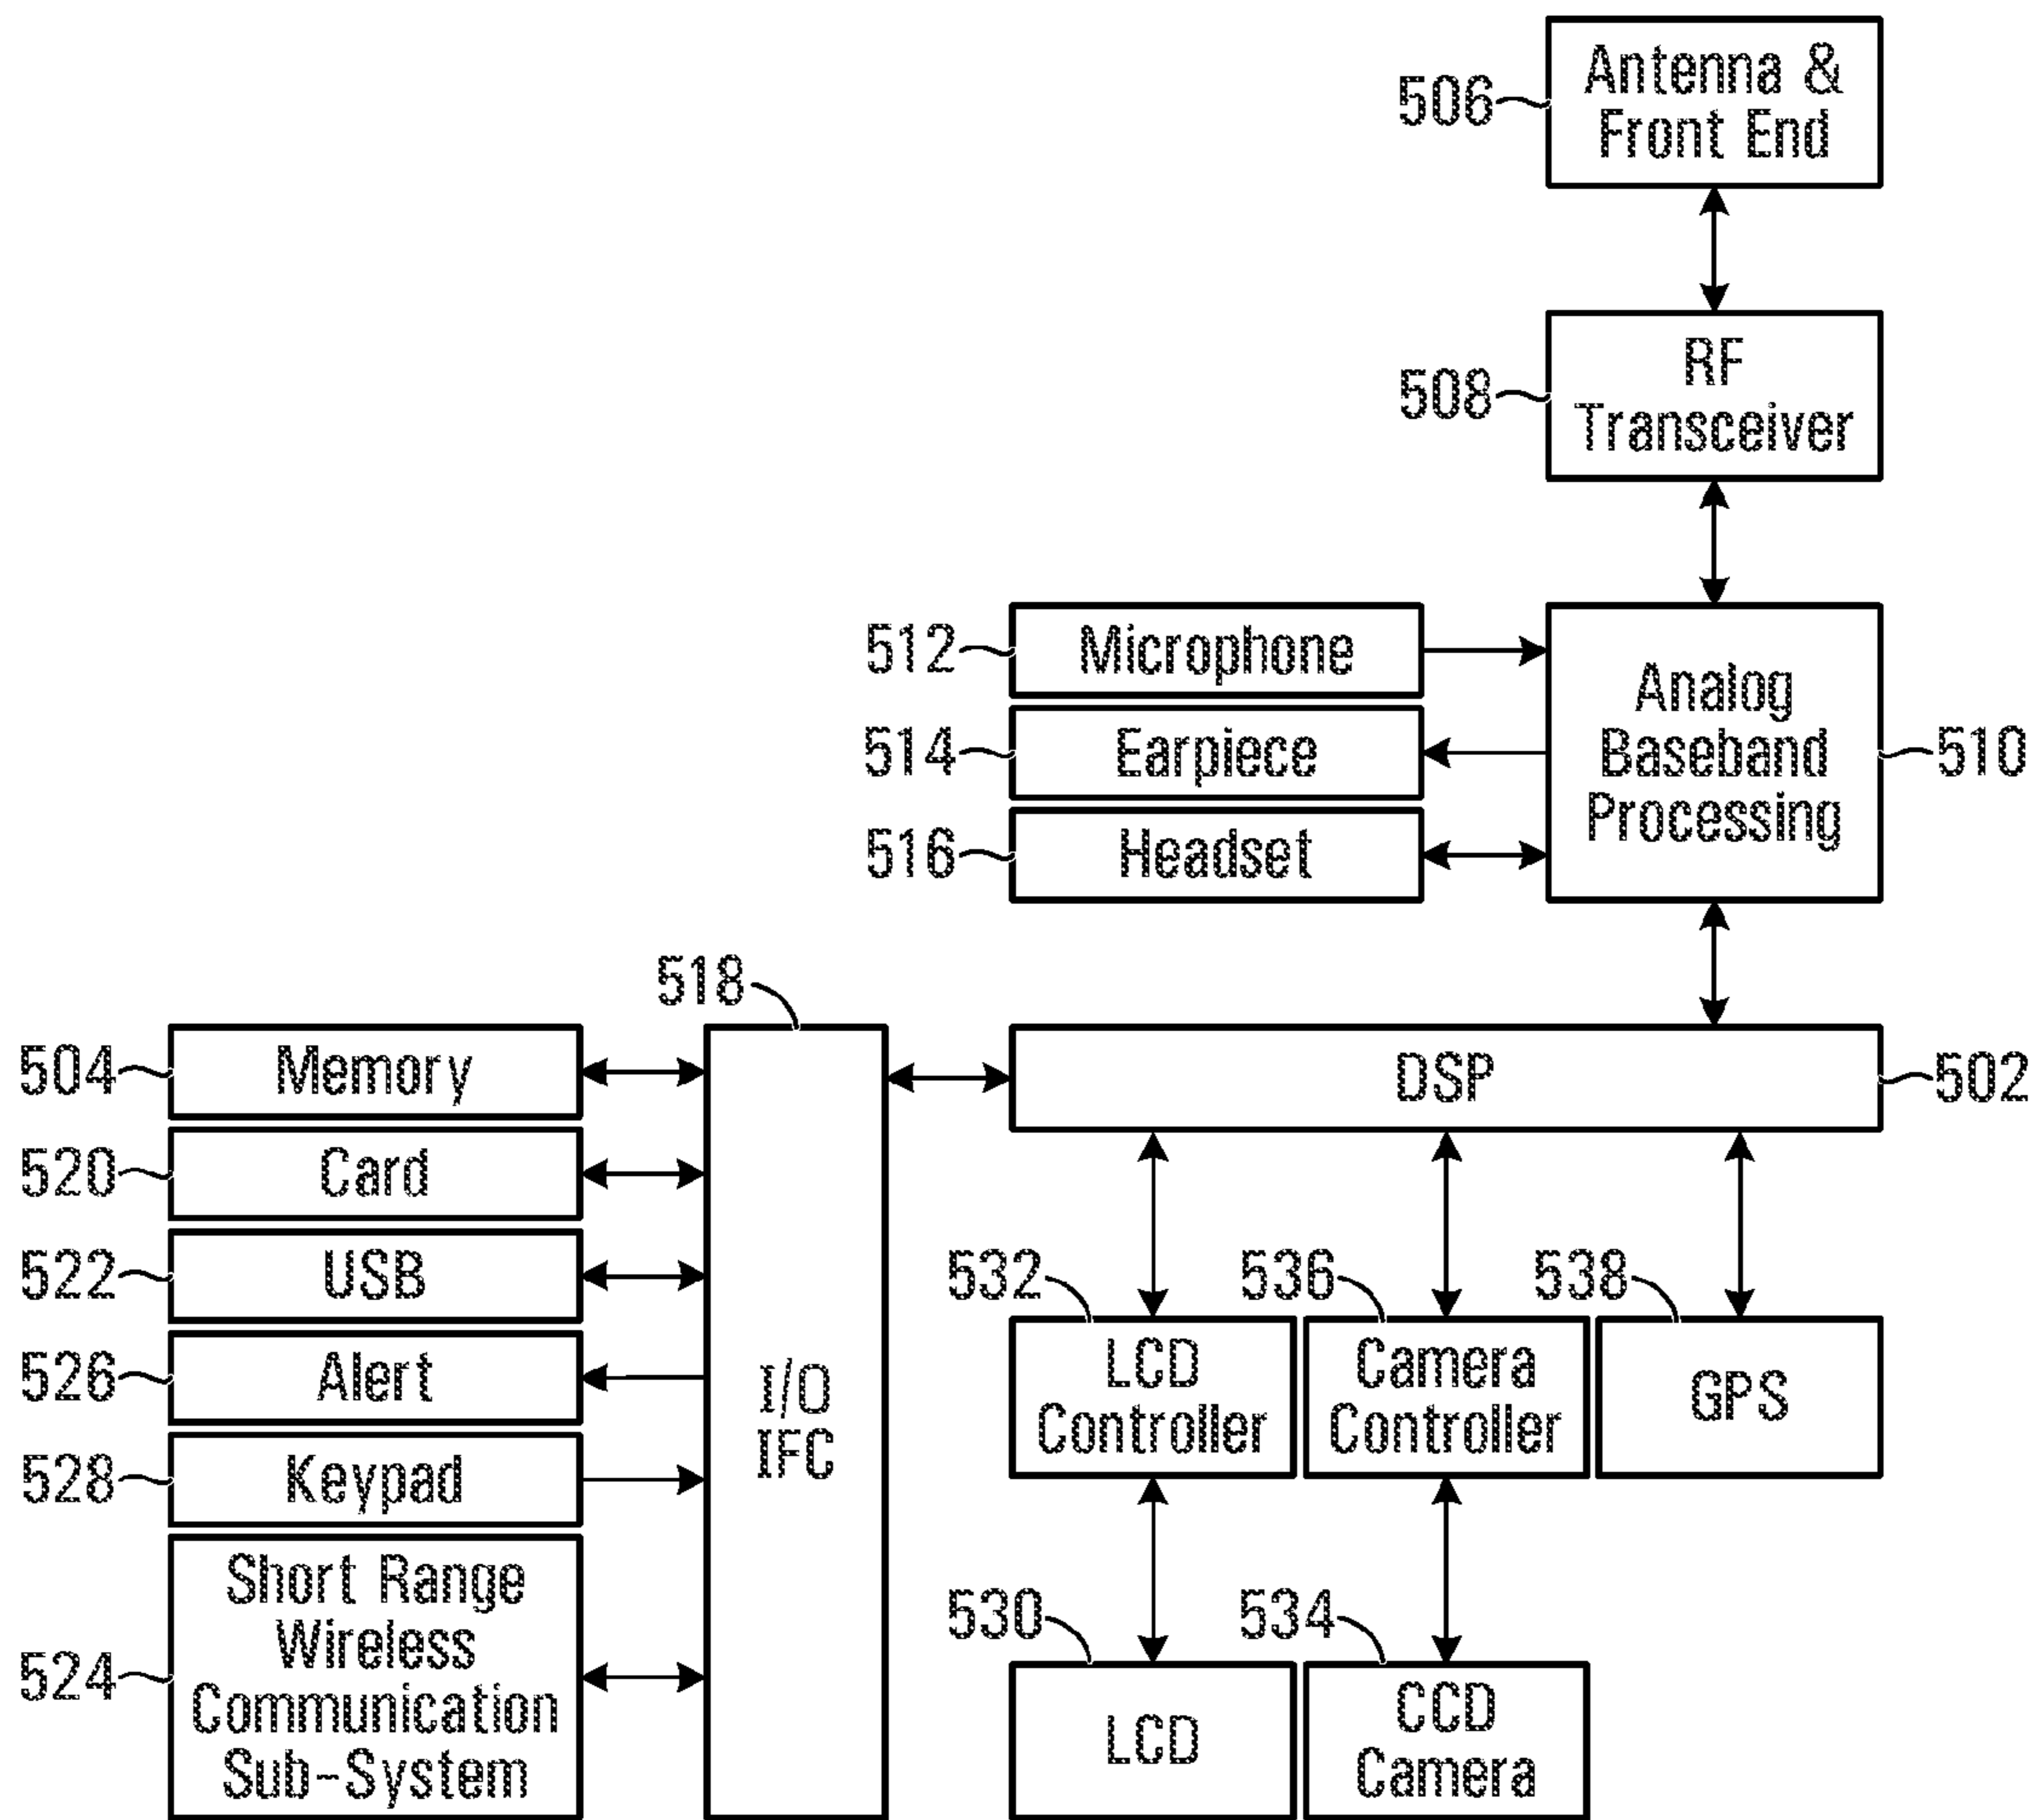 506
Antenna &
Front End
508
RF
Transceiver
512
Microphone
514
Earpiece
516
Headset
Analog
Baseband
Processing
510
518
504
Memory
520
Card
522
USB
526
Alert
528
Keypad
524
Short Range
Wireless
Communication
Sub-System
I/O
IFC
DSP
502
532
LCD
Controller
536
Camera
Controller
538
GPS
530
LCD
534
CCD
Camera